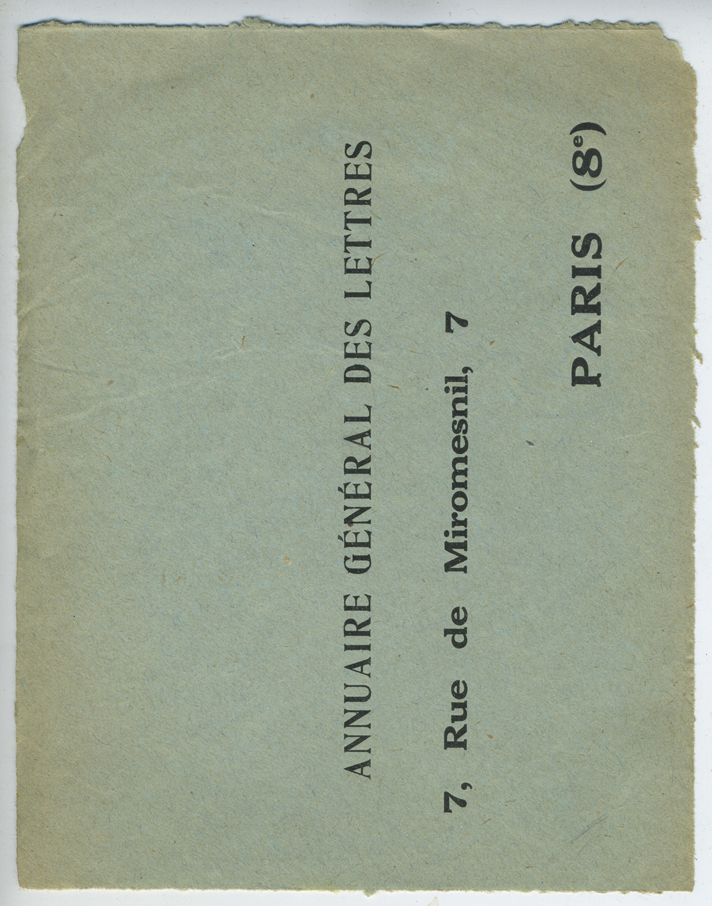 ANNUAIRE GÉNÉRAL DES LETTRES
7, Rue de Miromesnil, 7
PARIS (8e)